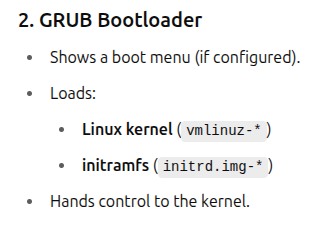 2. GRUB Bootloader
• Shows a boot menu (if configured).
• Loads:
• Linux kernel (vmlinuz-*)
• initramfs (initrd.img-*)
• Hands control to the kernel.